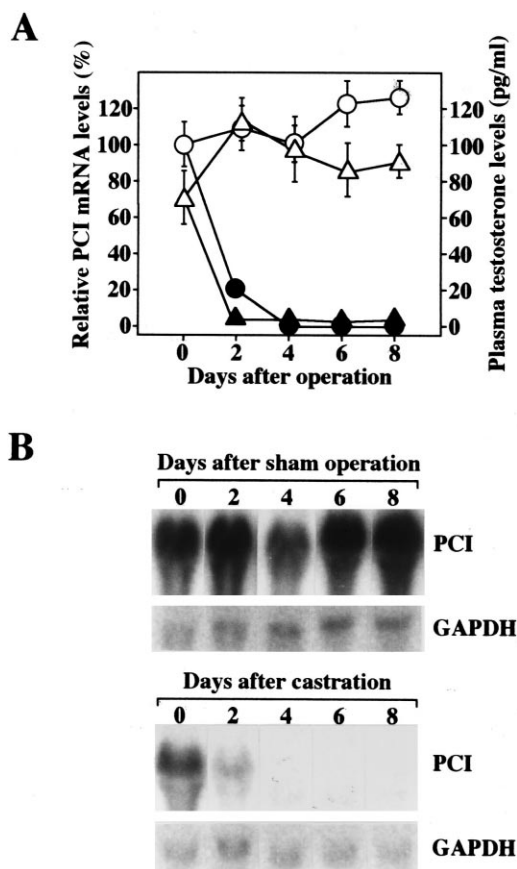 A
Relative PCI mRNA levels (%)
120
100
80
60
40
20
0
120
100
80
60
40
20
0
Plasma testosterone levels (pg/ml)
0 2 4 6 8
Days after operation
B
Days after sham operation
0 2 4 6 8
PCI
GAPDH
Days after castration
0 2 4 6 8
PCI
GAPDH